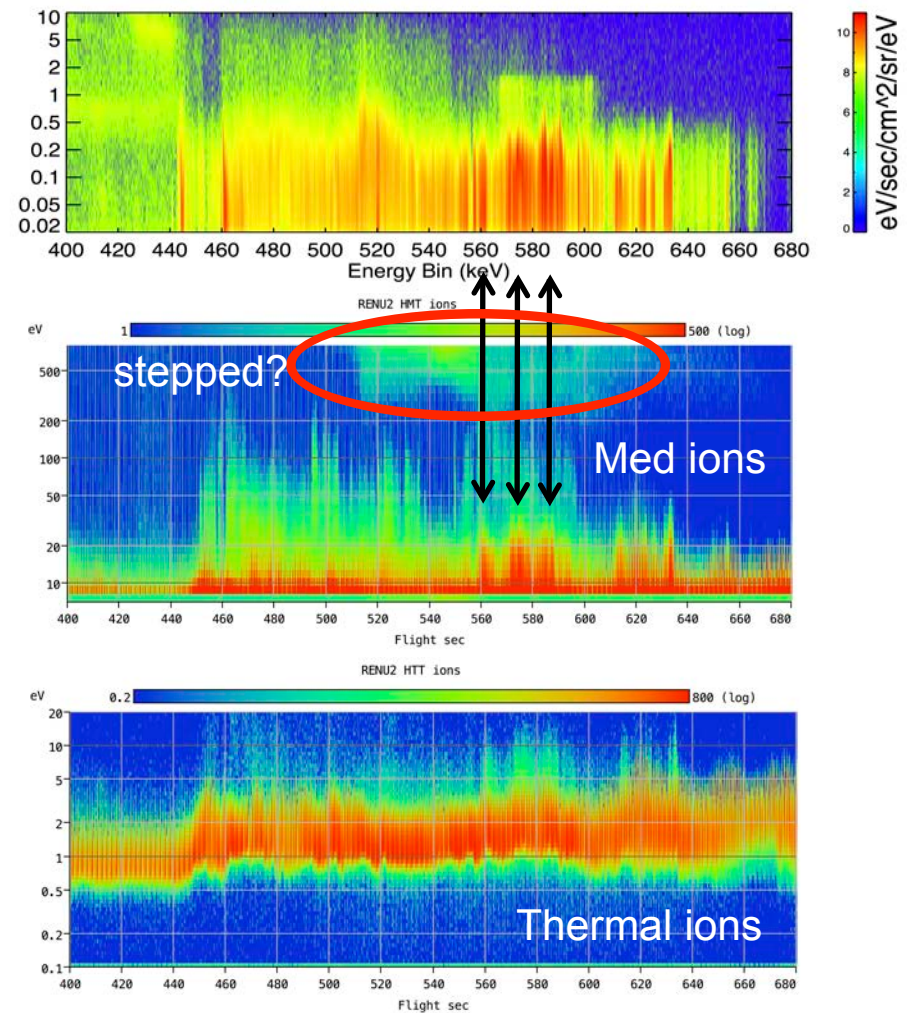 10
5
2
1
0.5
0.2
0.1
0.05
0.02
400 420 440 460 480 500 520 540 560 580 600 620 640 660 680
Energy Bin (keV)
10
8
6
4
2
0
eV/sec/cm^2/sr/eV
RENU2 HMT ions
eV 1 500 (log)
500
200
100
50
20
10
stepped?
Med ions
400 420 440 460 480 500 520 540 560 580 600 620 640 660 680
Flight sec
RENU2 HTT ions
eV 0.2 800 (log)
20
10
5
2
1
0.5
0.2
0.1
Thermal ions
400 420 440 460 480 500 520 540 560 580 600 620 640 660 680
Flight sec